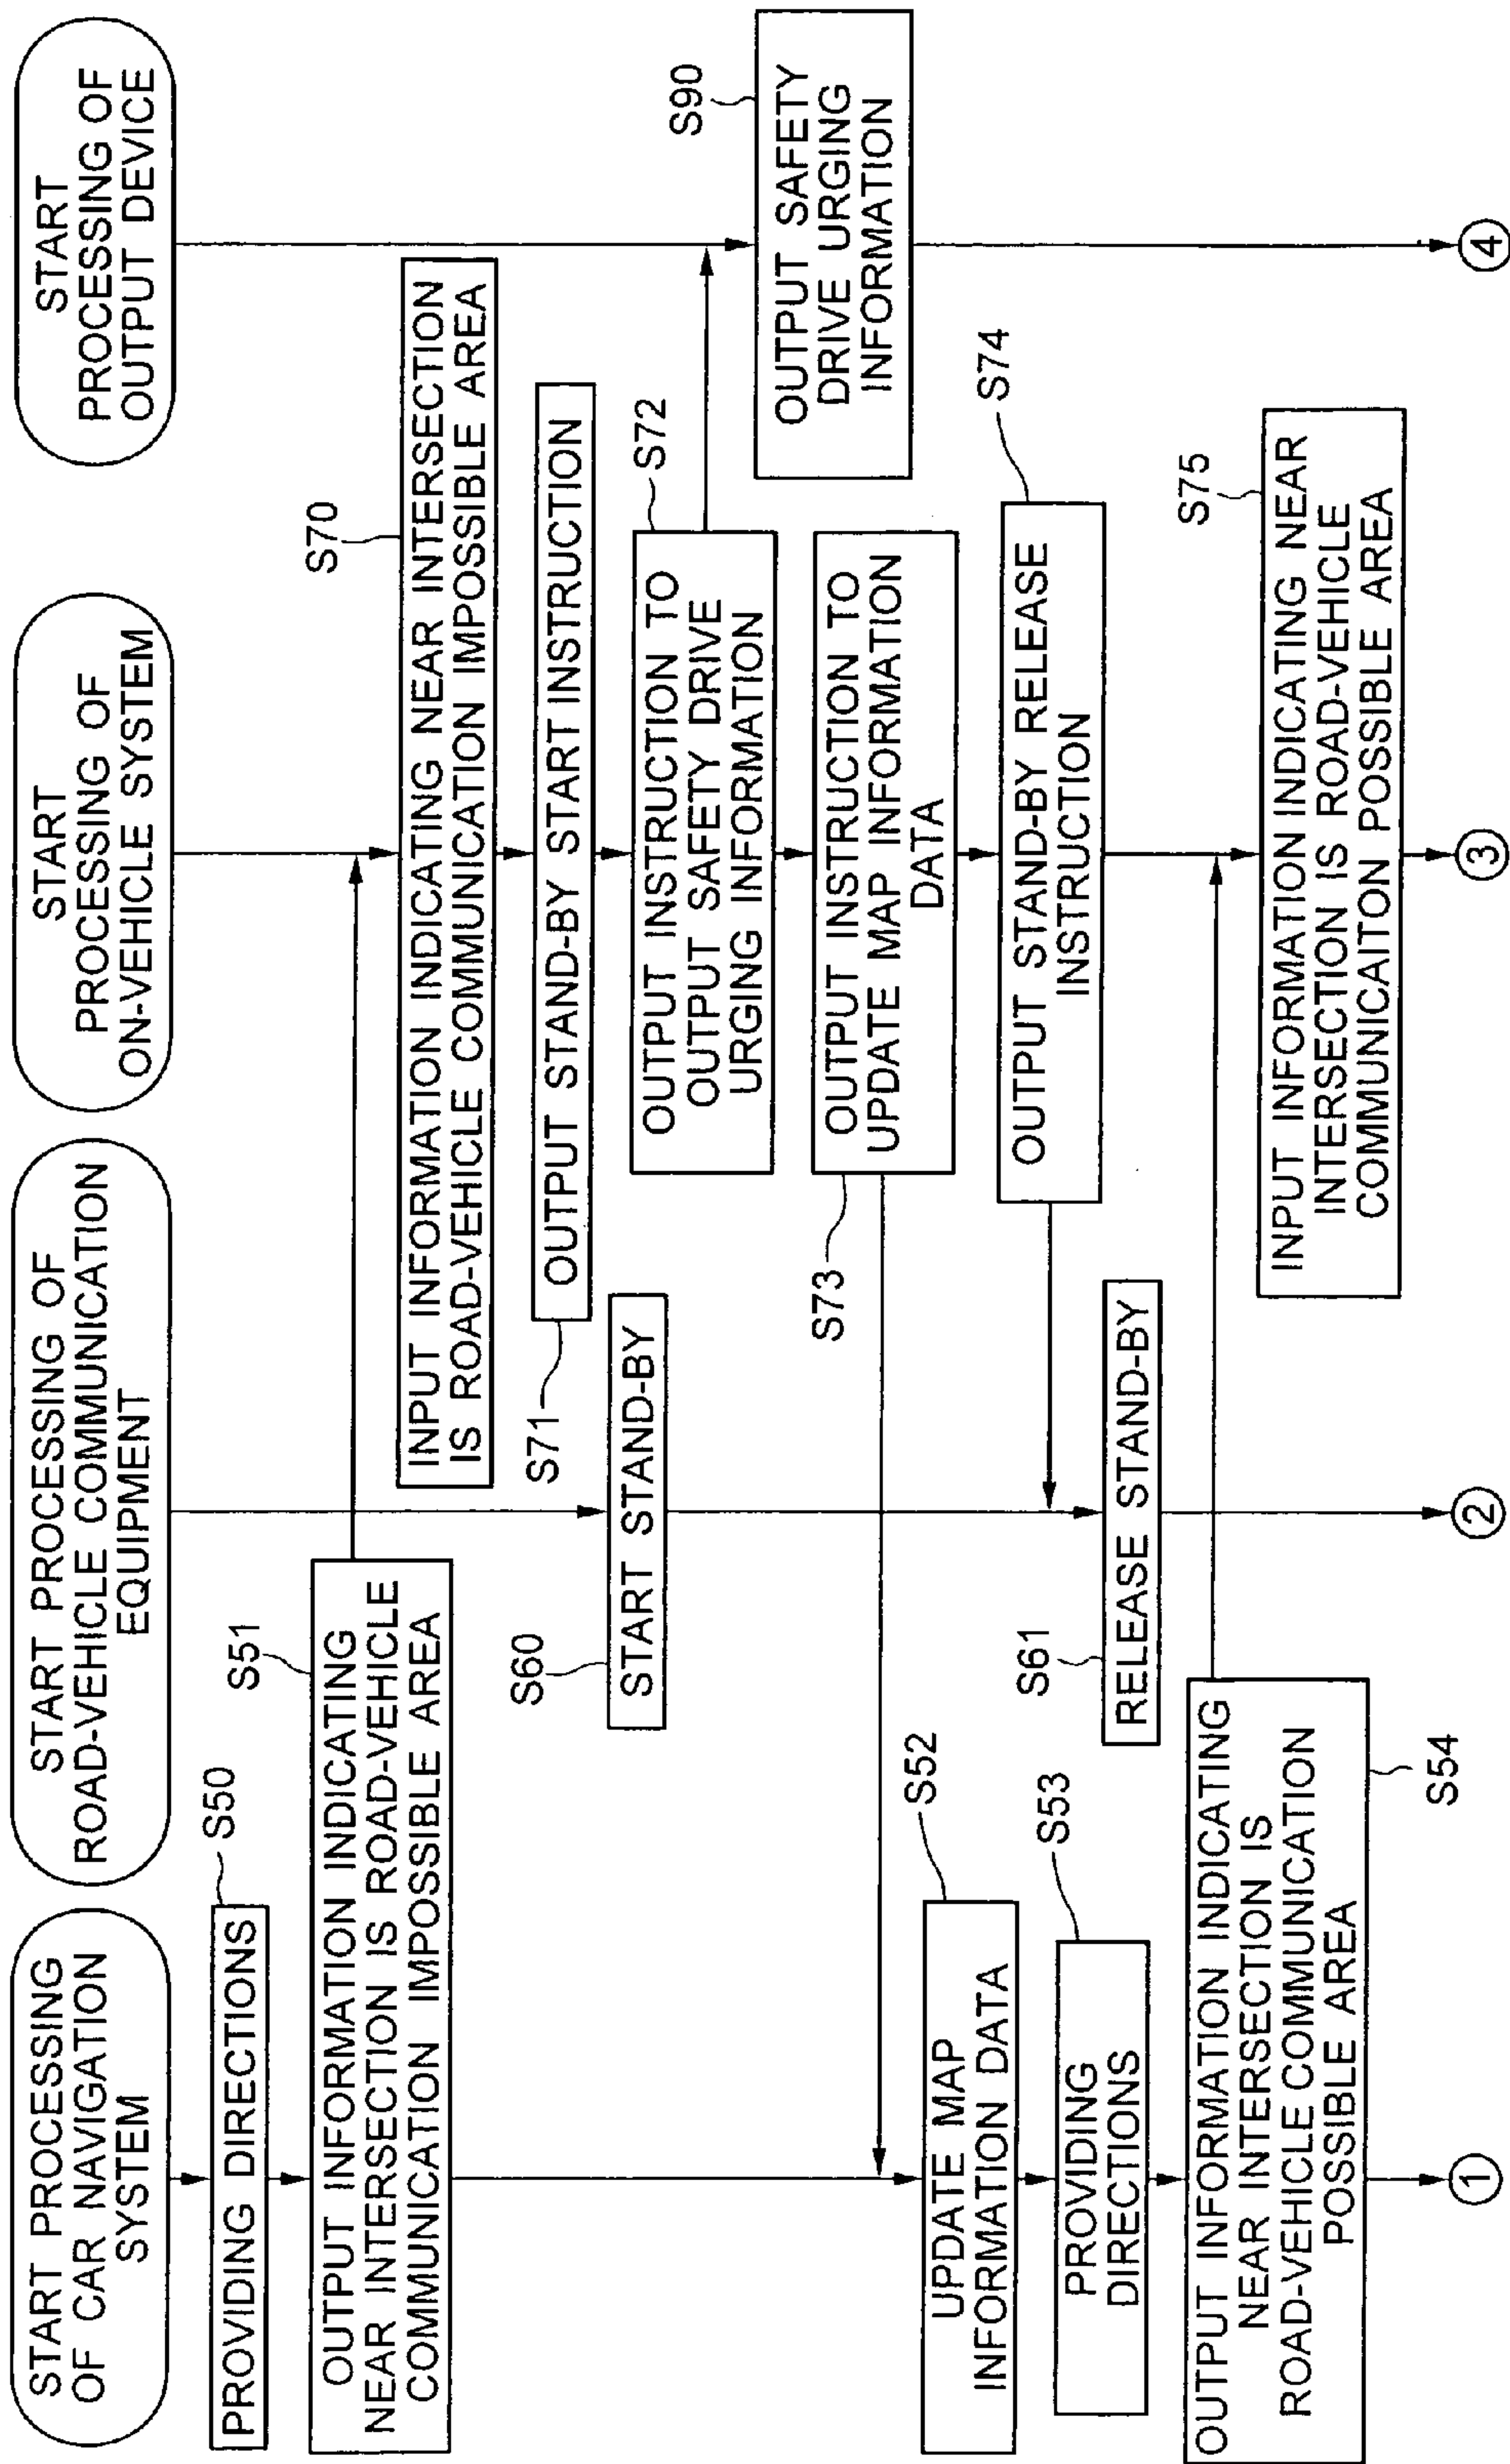 START PROCESSING
OF CAR NAVIGATION
SYSTEM
START PROCESSING OF
ROAD-VEHICLE COMMUNICATION
EQUIPMENT
START
PROCESSING OF
ON-VEHICLE SYSTEM
START
PROCESSING OF
OUTPUT DEVICE
S50
PROVIDING DIRECTIONS
S51
OUTPUT INFORMATION INDICATING
NEAR INTERSECTION IS ROAD-VEHICLE
COMMUNICATION IMPOSSIBLE AREA
S70
INPUT INFORMATION INDICATING NEAR INTERSECTION
IS ROAD-VEHICLE COMMUNICATION IMPOSSIBLE AREA
S71
OUTPUT STAND-BY START INSTRUCTION
S60
START STAND-BY
S72
OUTPUT INSTRUCTION TO
OUTPUT SAFETY DRIVE
URGING INFORMATION
S90
OUTPUT SAFETY
DRIVE URGING
INFORMATION
S73
OUTPUT INSTRUCTION TO
UPDATE MAP INFORMATION
DATA
S52
UPDATE MAP
INFORMATION DATA
S74
OUTPUT STAND-BY RELEASE
INSTRUCTION
S53
PROVIDING
DIRECTIONS
S61
RELEASE STAND-BY
S54
OUTPUT INFORMATION INDICATING
NEAR INTERSECTION IS
ROAD-VEHICLE COMMUNICATION
POSSIBLE AREA
S75
INPUT INFORMATION INDICATING NEAR
INTERSECTION IS ROAD-VEHICLE
COMMUNICAITON POSSIBLE AREA
1
2
3
4